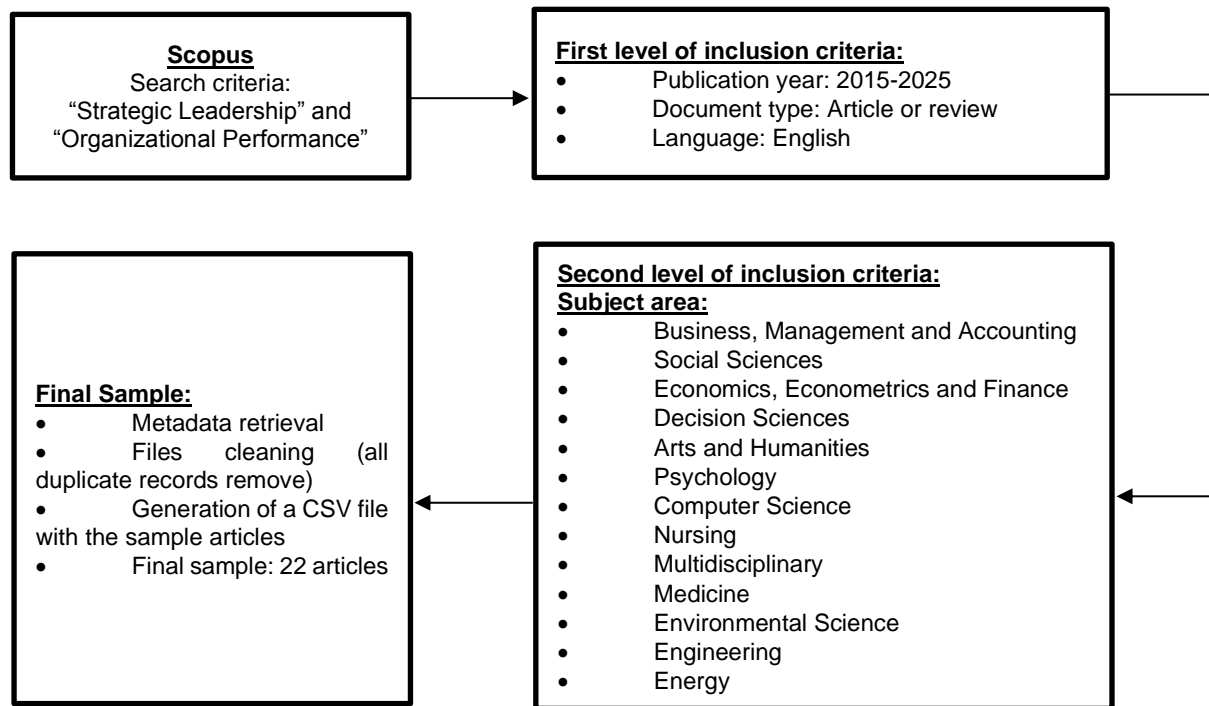 Scopus
Search criteria:
“Strategic Leadership” and
“Organizational Performance”
First level of inclusion criteria:
• Publication year: 2015-2025
• Document type: Article or review
• Language: English
Second level of inclusion criteria:
Subject area:
• Business, Management and Accounting
• Social Sciences
• Economics, Econometrics and Finance
• Decision Sciences
• Arts and Humanities
• Psychology
• Computer Science
• Nursing
• Multidisciplinary
• Medicine
• Environmental Science
• Engineering
• Energy
Final Sample:
• Metadata retrieval
• Files cleaning (all
duplicate records remove)
• Generation of a CSV file
with the sample articles
• Final sample: 22 articles